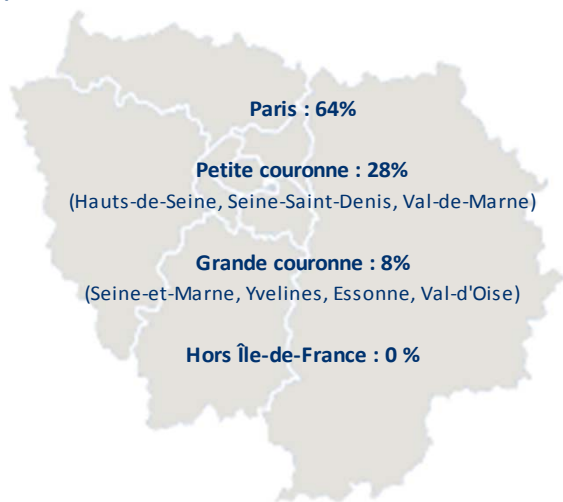 Paris : 64%
Petite couronne : 28%
(Hauts-de-Seine, Seine-Saint-Denis, Val-de-Marne)
Grande couronne : 8%
(Seine-et-Marne, Yvelines, Essonne, Val-d'Oise)
Hors Île-de-France : 0 %